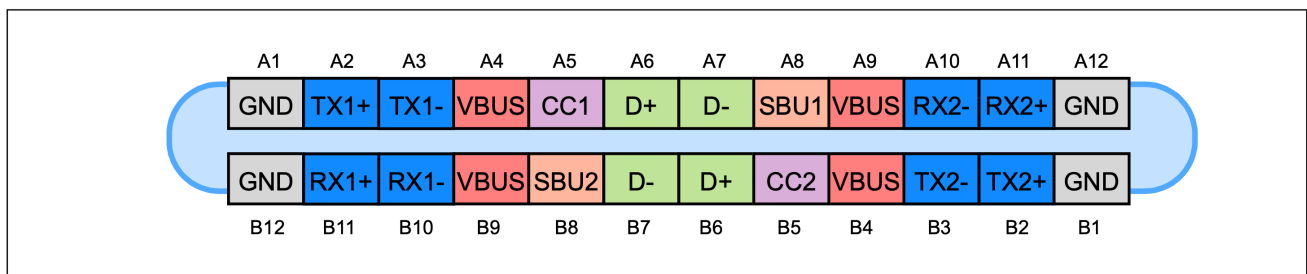 A1 A2 A3 A4 A5 A6 A7 A8 A9 A10 A11 A12
GND TX1+ TX1- VBUS CC1 D+ D- SBU1 VBUS RX2- RX2+ GND
GND RX1+ RX1- VBUS SBU2 D- D+ CC2 VBUS TX2- TX2+ GND
B12 B11 B10 B9 B8 B7 B6 B5 B4 B3 B2 B1